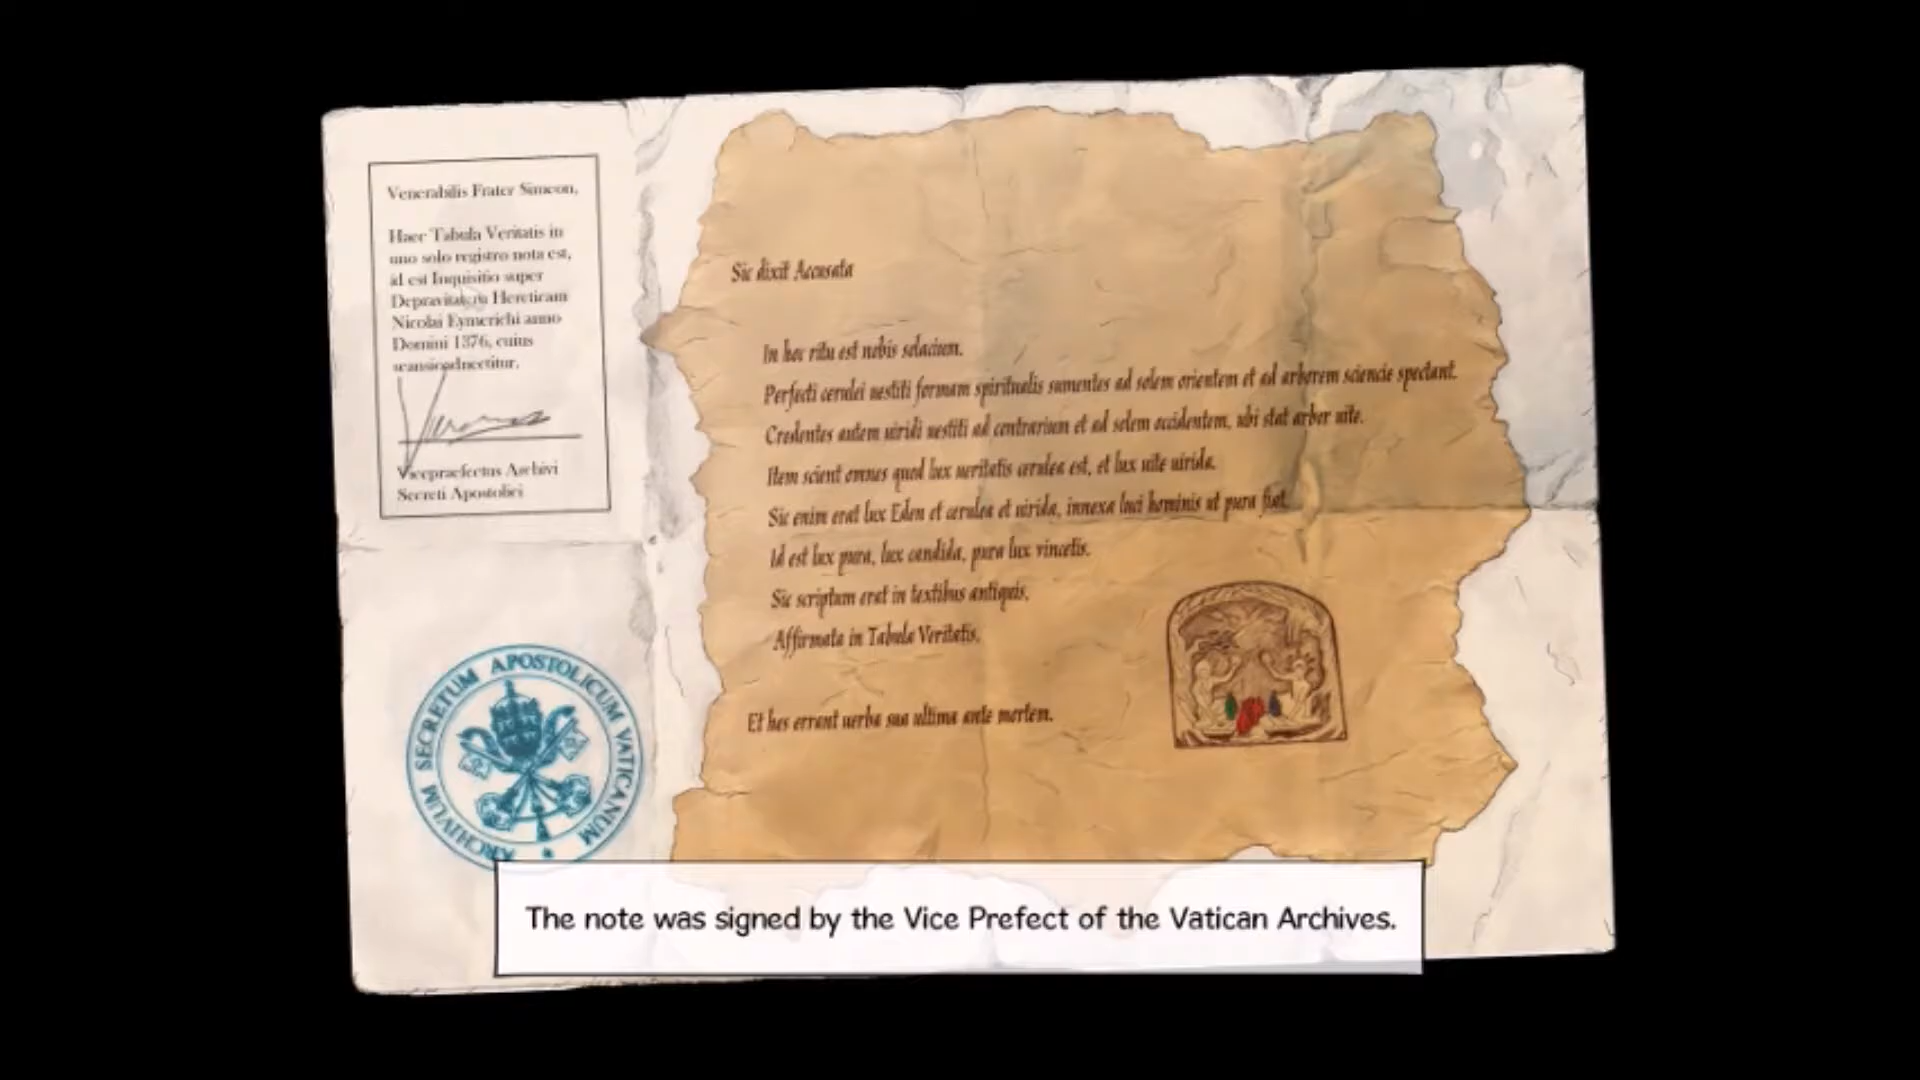 Venerabilis Frater Simeon,
Haec Tabula Veritatis in
uno solo registro nota est,
id est Inquisitio super
Depravitatem Hereticam
Nicolai Eymerichi anno
Domini 1376, cuius
Vicepraefectus Archivi
Secreti Apostolici
ARCHIVUM SECRETUM APOSTOLICUM VATICANUM
Sic dixit Accusata
In hoc ritu est nobis solacium.
Perfecti cerulei uestiti formam spiritualis sumentes ad solem orientem et ad arborem sciencie spectant.
Credentes autem uiridi uestiti ad contrarium et ad solem occidentem, ubi stat arbor uite.
Item scient omnes quod lux ueritatis cerulea est, et lux uite uirida.
Sic enim erat lux Eden et cerulea et uirida, innexa luci hominis ut pura fiat.
Id est lux pura, lux candida, pura lux vincetis.
Sic scriptum erat in textibus antiquis.
Affirmata in Tabula Veritatis.
Et hes errant uerba sua ultima ante mortem.
The note was signed by the Vice Prefect of the Vatican Archives.